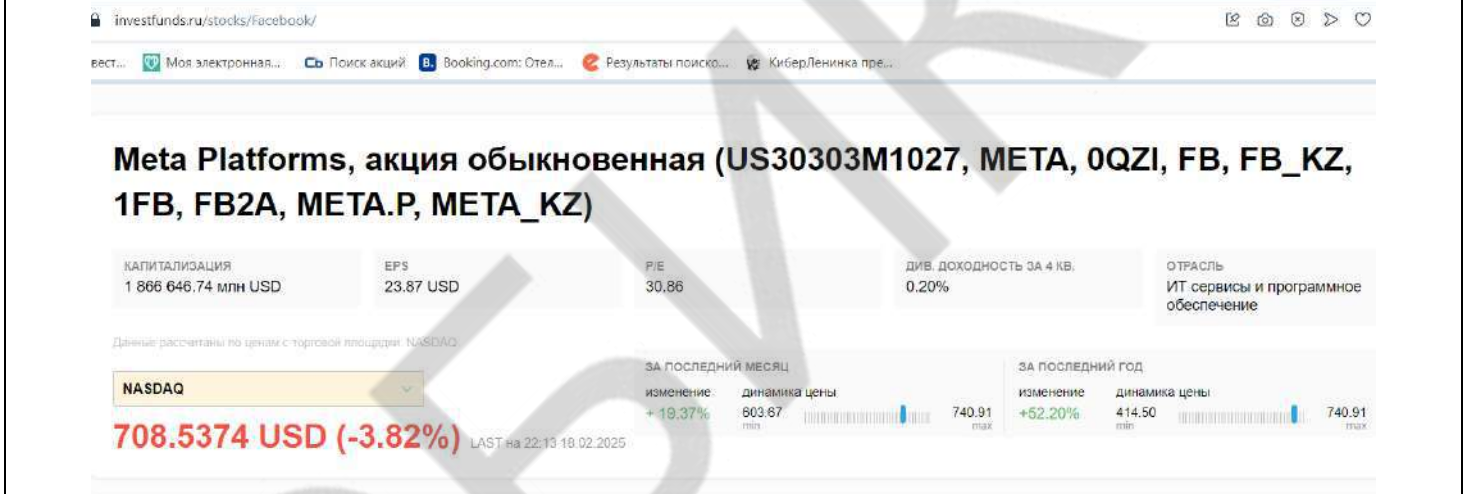 investfunds.ru/stocks/Facebook/
вест... Моя электронная... Поиск акций Booking.com: Отел... Результаты поиско... КиберЛенинка пре...
Meta Platforms, акция обыкновенная (US30303M1027, META, 0QZI, FB, FB_KZ,
1FB, FB2A, META.P, META_KZ)
КАПИТАЛИЗАЦИЯ EPS P/E ДИВ. ДОХОДНОСТЬ ЗА 4 КВ. ОТРАСЛЬ
1 866 646.74 млн USD 23.87 USD 30.86 0.20% ИТ сервисы и программное
обеспечение
Данные рассчитаны по ценам с торговой площадки: NASDAQ
ЗА ПОСЛЕДНИЙ МЕСЯЦ ЗА ПОСЛЕДНИЙ ГОД
NASDAQ изменение динамика цены изменение динамика цены
+ 19.37% 603.67 740.91 +52.20% 414.50 740.91
min max min max
708.5374 USD (-3.82%) LAST на 22:13 18.02.2025
БИК